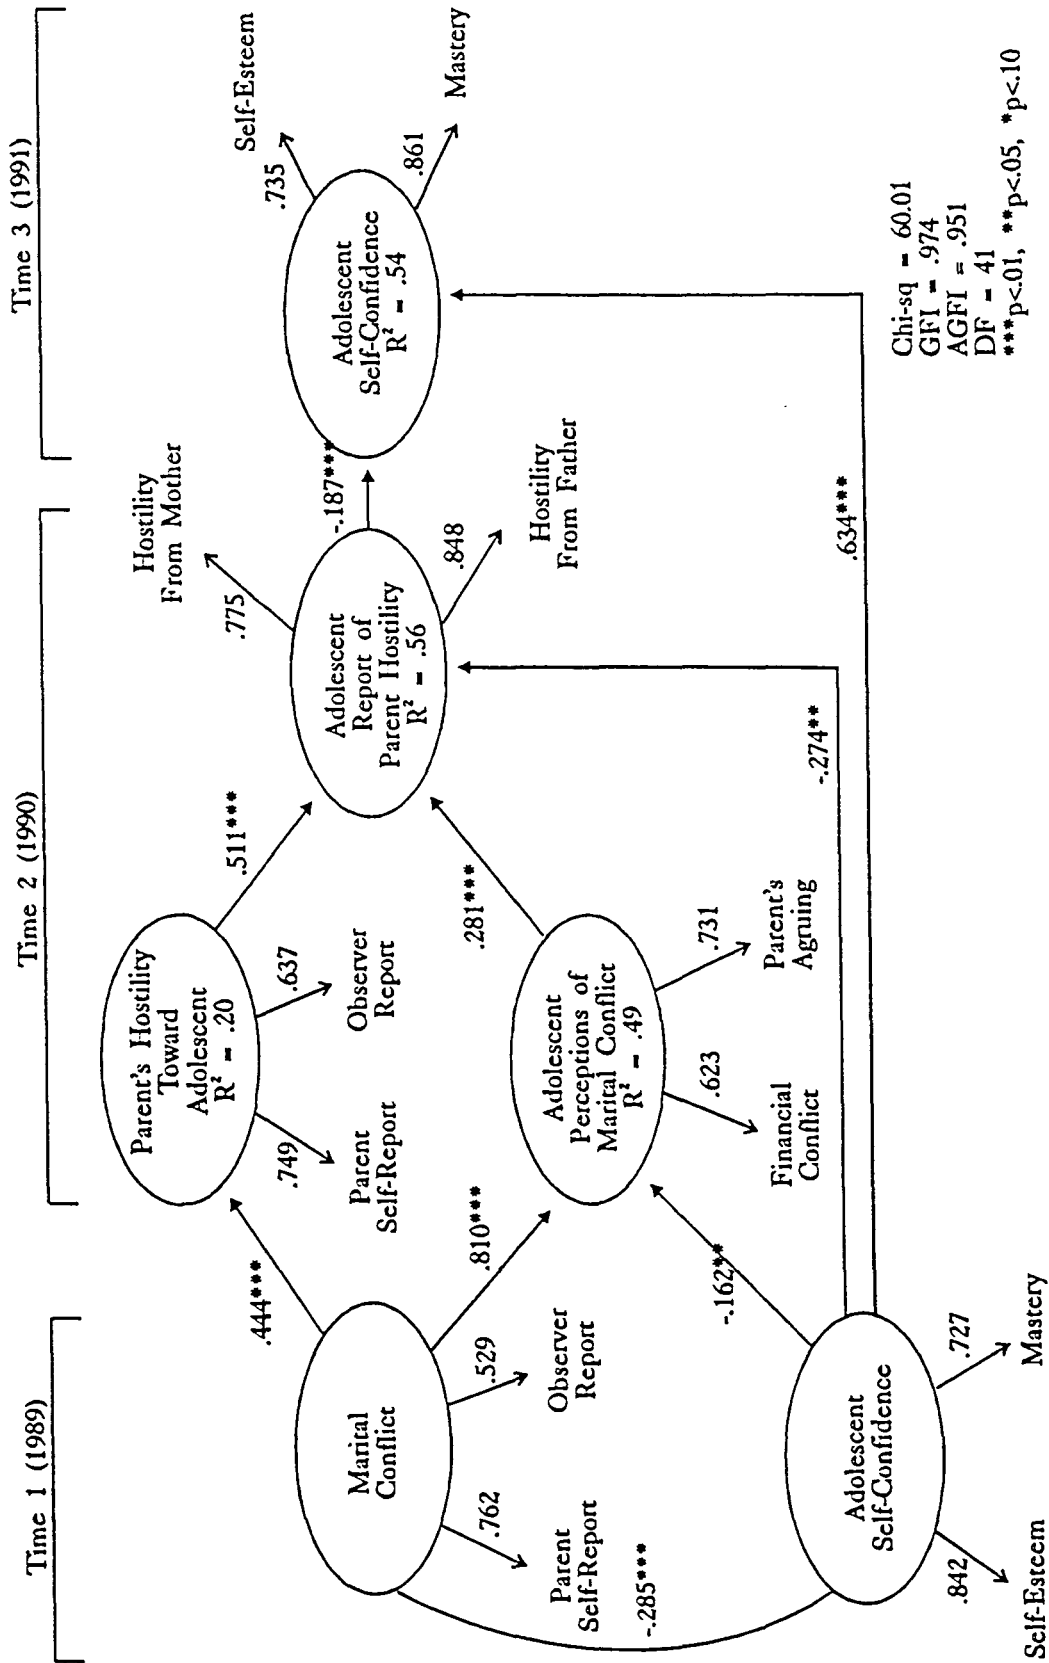 Time 1 (1989)
Time 2 (1990)
Time 3 (1991)
Marital
Conflict
.762
Parent
Self-Report
.529
Observer
Report
-.285***
Adolescent
Self-Confidence
.842
Self-Esteem
.727
Mastery
.444***
.810***
-.162**
Parent's Hostility
Toward
Adolescent
R² = .20
.749
Parent
Self-Report
.637
Observer
Report
Adolescent
Perceptions of
Marital Conflict
R² = .49
.623
Financial
Conflict
.731
Parent's
Agruing
.511***
.281***
-.274**
Adolescent
Report of
Parent Hostility
R² = .56
.775
Hostility
From Mother
.848
Hostility
From Father
-.187***
.634***
Adolescent
Self-Confidence
R² = .54
.735
Self-Esteem
.861
Mastery
Chi-sq = 60.01
GFI = .974
AGFI = .951
DF = 41
***p<.01, **p<.05, *p<.10